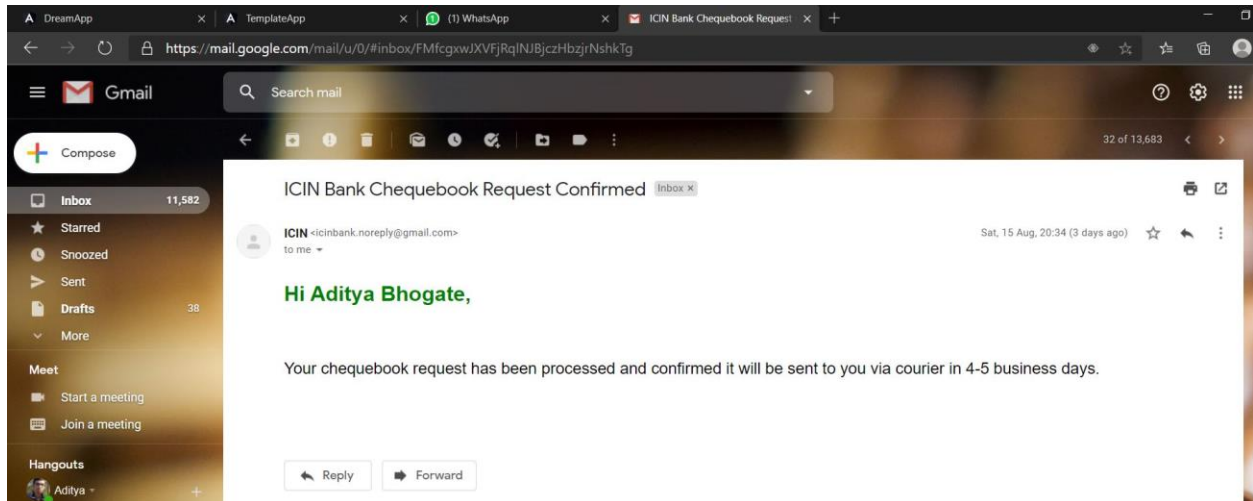 DreamApp
TemplateApp
(1) WhatsApp
ICIN Bank Chequebook Request
https://mail.google.com/mail/u/0/#inbox/FMfcgxwJXVFjRqlNJBjczHbzjrNshkTg
Gmail
Search mail
Compose
32 of 13,683
Inbox 11,582
Starred
Snoozed
Sent
Drafts 38
More
Meet
Start a meeting
Join a meeting
Hangouts
Aditya
ICIN Bank Chequebook Request Confirmed Inbox x
ICIN <icinbank.noreply@gmail.com> Sat, 15 Aug, 20:34 (3 days ago)
to me
Hi Aditya Bhogate,
Your chequebook request has been processed and confirmed it will be sent to you via courier in 4-5 business days.
Reply Forward